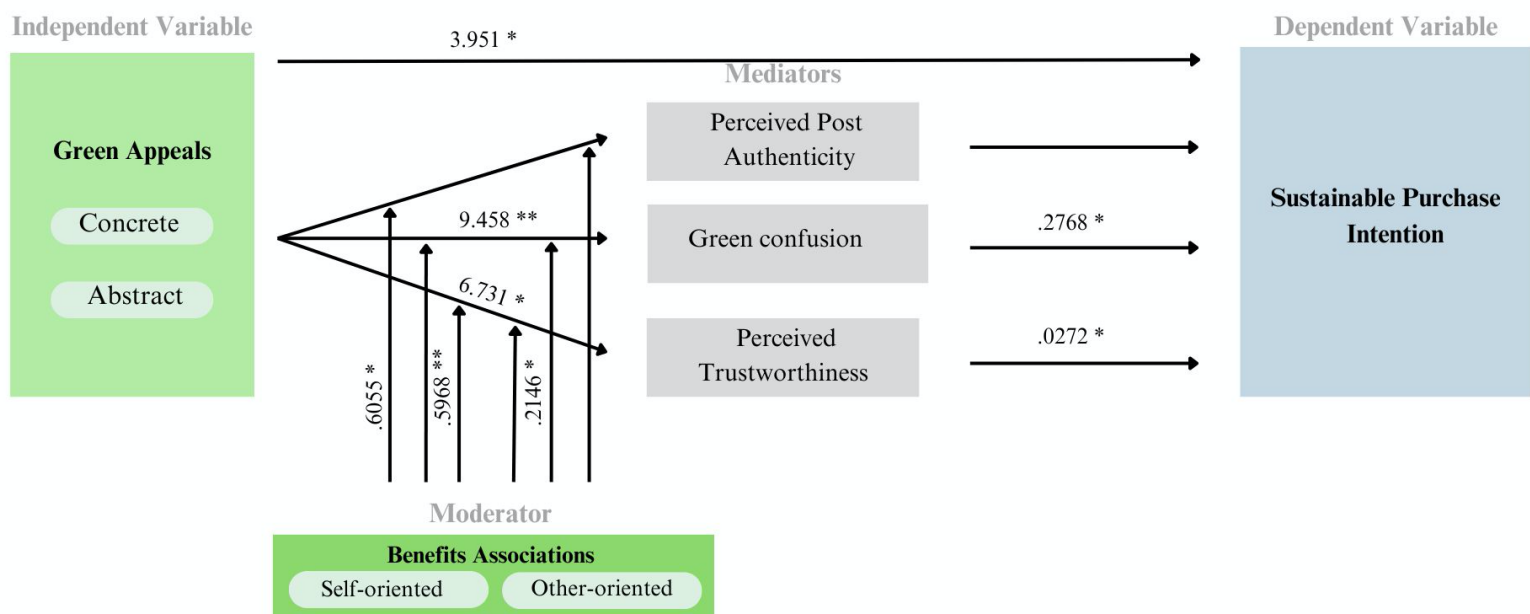 Independent Variable
Dependent Variable
3.951 *
Mediators
Green Appeals
Concrete
Abstract
Perceived Post
Authenticity
9.458 **
Green confusion
.2768 *
6.731 *
Perceived
Trustworthiness
.0272 *
Sustainable Purchase
Intention
.6055 *
.5968 **
.2146 *
Moderator
Benefits Associations
Self-oriented
Other-oriented